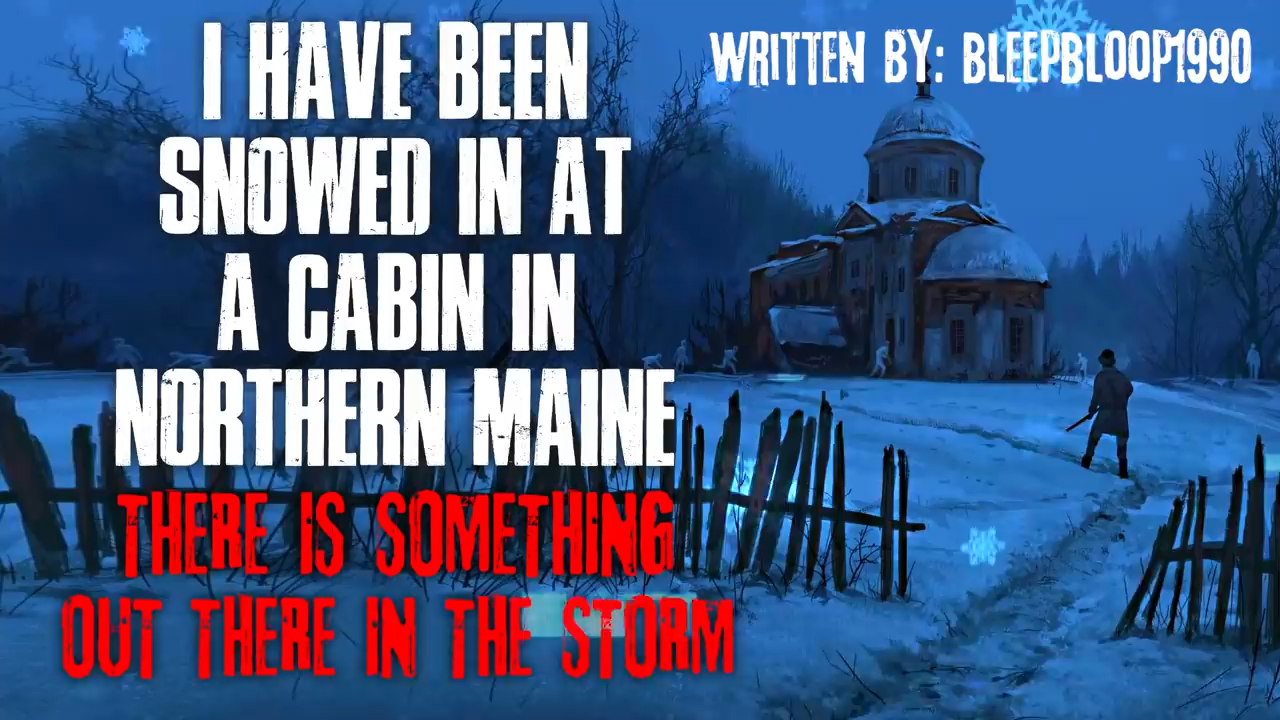 I HAVE BEEN
SNOWED IN AT
A CABIN IN
NORTHERN MAINE
THERE IS SOMETHING
OUT THERE IN THE STORM
WRITTEN BY: BLEEPBLOOP1990